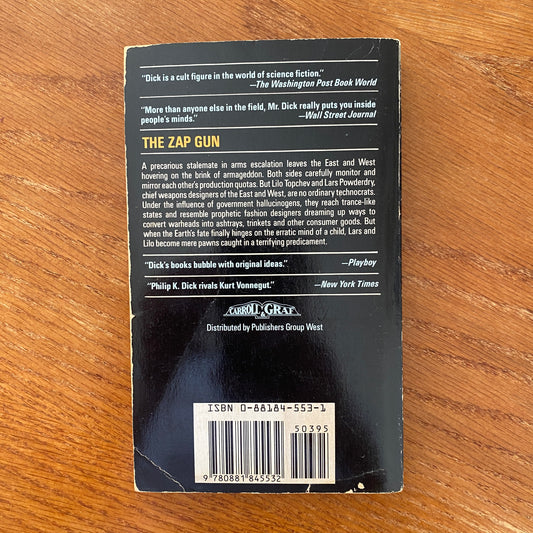 "Dick is a cult figure in the world of science fiction."
—The Washington Post Book World
"More than anyone else in the field, Mr. Dick really puts you inside
people's minds."
—Wall Street Journal
THE ZAP GUN
A precarious stalemate in arms escalation leaves the East and West
hovering on the brink of armageddon. Both sides carefully monitor and
mirror each other's production quotas. But Lilo Topchev and Lars Powderdry,
chief weapons designers of the East and West, are no ordinary technocrats.
Under the influence of government hallucinogens, they reach trance-like
states and resemble prophetic fashion designers dreaming up ways to
convert warheads into ashtrays, trinkets and other consumer goods. But
when the Earth's fate finally hinges on the erratic mind of a child, Lars and
Lilo become mere pawns caught in a terrifying predicament.
"Dick's books bubble with original ideas." —Playboy
"Philip K. Dick rivals Kurt Vonnegut." —New York Times
CARROLL & GRAF
Distributed by Publishers Group West
ISBN 0-88184-553-1
50395
9 780881 845532